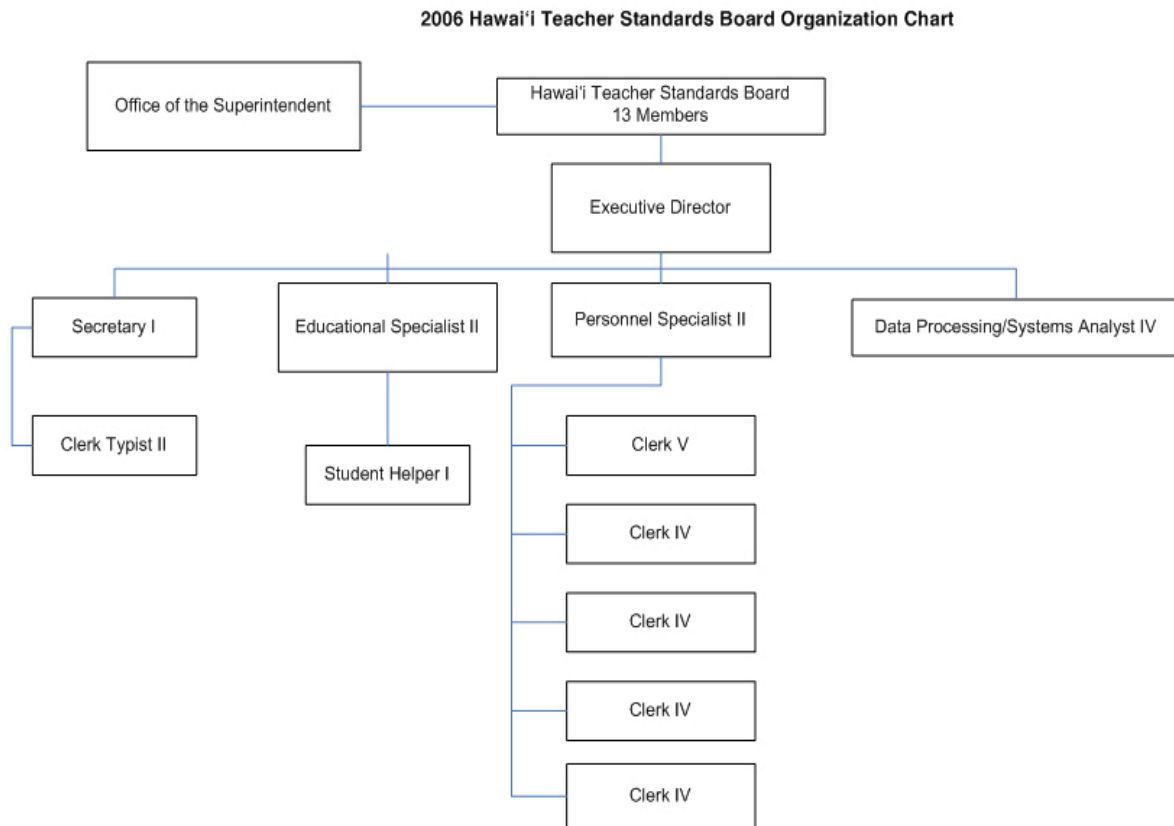 2006 Hawai‘i Teacher Standards Board Organization Chart
Office of the Superintendent
Hawai‘i Teacher Standards Board
13 Members
Executive Director
Secretary I
Educational Specialist II
Personnel Specialist II
Data Processing/Systems Analyst IV
Clerk Typist II
Student Helper I
Clerk V
Clerk IV
Clerk IV
Clerk IV
Clerk IV